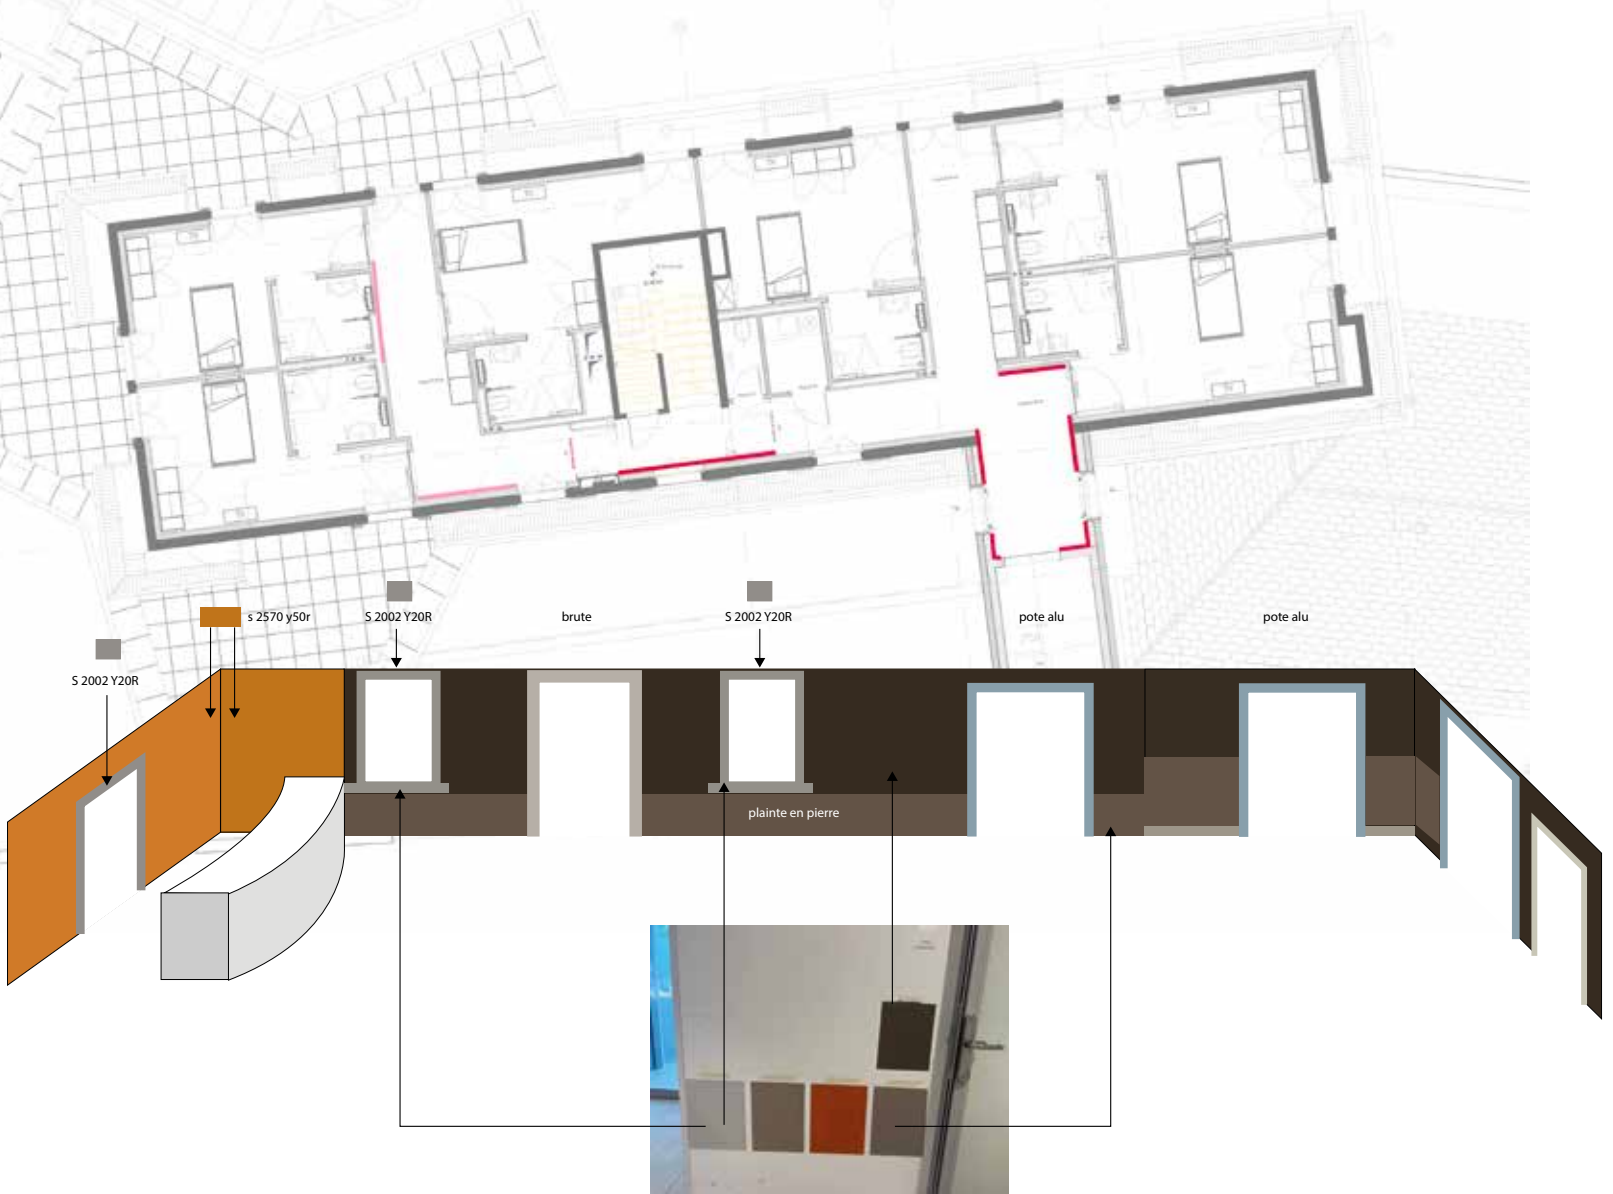 s 2570 y50r
S 2002 Y20R
brute
S 2002 Y20R
pote alu
pote alu
S 2002 Y20R
plainte en pierre